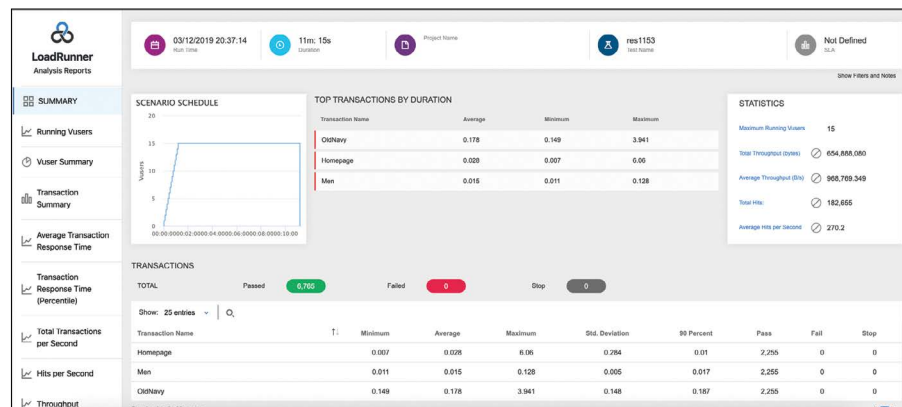 LoadRunner
Analysis Reports
SUMMARY
Running Vusers
Vuser Summary
Transaction
Summary
Average Transaction
Response Time
Transaction
Response Time
(Percentile)
Total Transactions
per Second
Hits per Second
Throughput
03/12/2019 20:37:14
Run Time
11m: 15s
Duration
Project Name
res1153
Test Name
Not Defined
SLA
Show Filters and Notes
SCENARIO SCHEDULE
20
15
10
5
0
Vusers
00:00:0000:02:0000:04:0000:06:0000:08:0000:10:00
TOP TRANSACTIONS BY DURATION
Transaction Name Average Minimum Maximum
OldNavy 0.178 0.149 3.941
Homepage 0.028 0.007 6.06
Men 0.015 0.011 0.128
STATISTICS
Maximum Running Vusers 15
Total Throughput (bytes) 654,888,080
Average Throughput (B/s) 968,769.349
Total Hits: 182,655
Average Hits per Second 270.2
TRANSACTIONS
TOTAL Passed 6,765 Failed 0 Stop 0
Show: 25 entries
Transaction Name Minimum Average Maximum Std. Deviation 90 Percent Pass Fail Stop
Homepage 0.007 0.028 6.06 0.284 0.01 2,255 0 0
Men 0.011 0.015 0.128 0.005 0.017 2,255 0 0
OldNavy 0.149 0.178 3.941 0.148 0.187 2,255 0 0